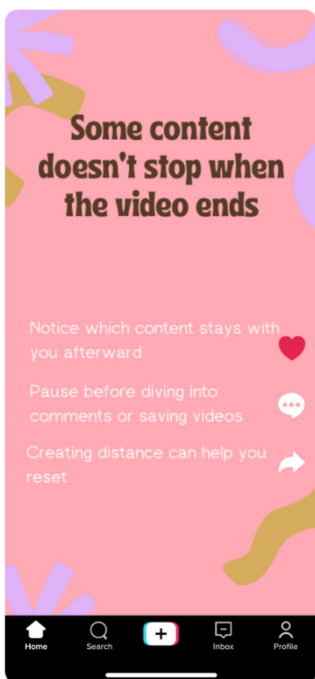 Some content
doesn't stop when
the video ends
Notice which content stays with
you afterward
Pause before diving into
comments or saving videos
Creating distance can help you
reset
Home
Search
Inbox
Profile